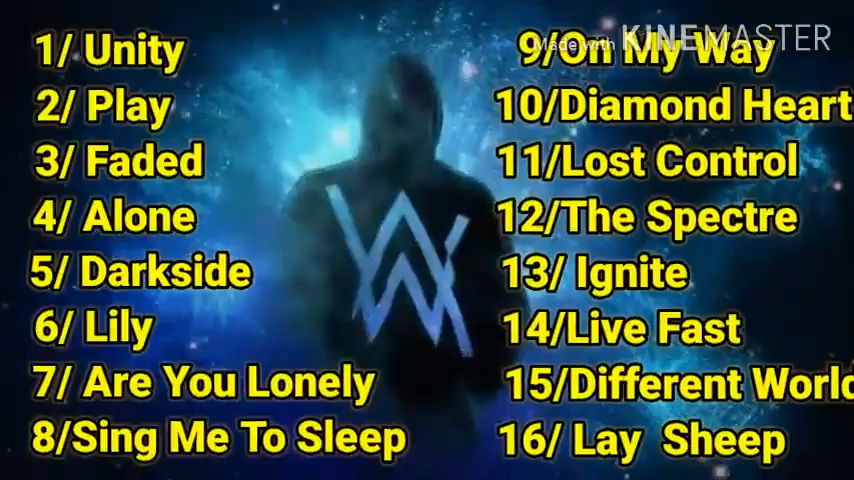 1/ Unity
2/ Play
3/ Faded
4/ Alone
5/ Darkside
6/ Lily
7/ Are You Lonely
8/Sing Me To Sleep
Made with KINEMASTER
9/On My Way
10/Diamond Heart
11/Lost Control
12/The Spectre
13/ Ignite
14/Live Fast
15/Different World
16/ Lay Sheep